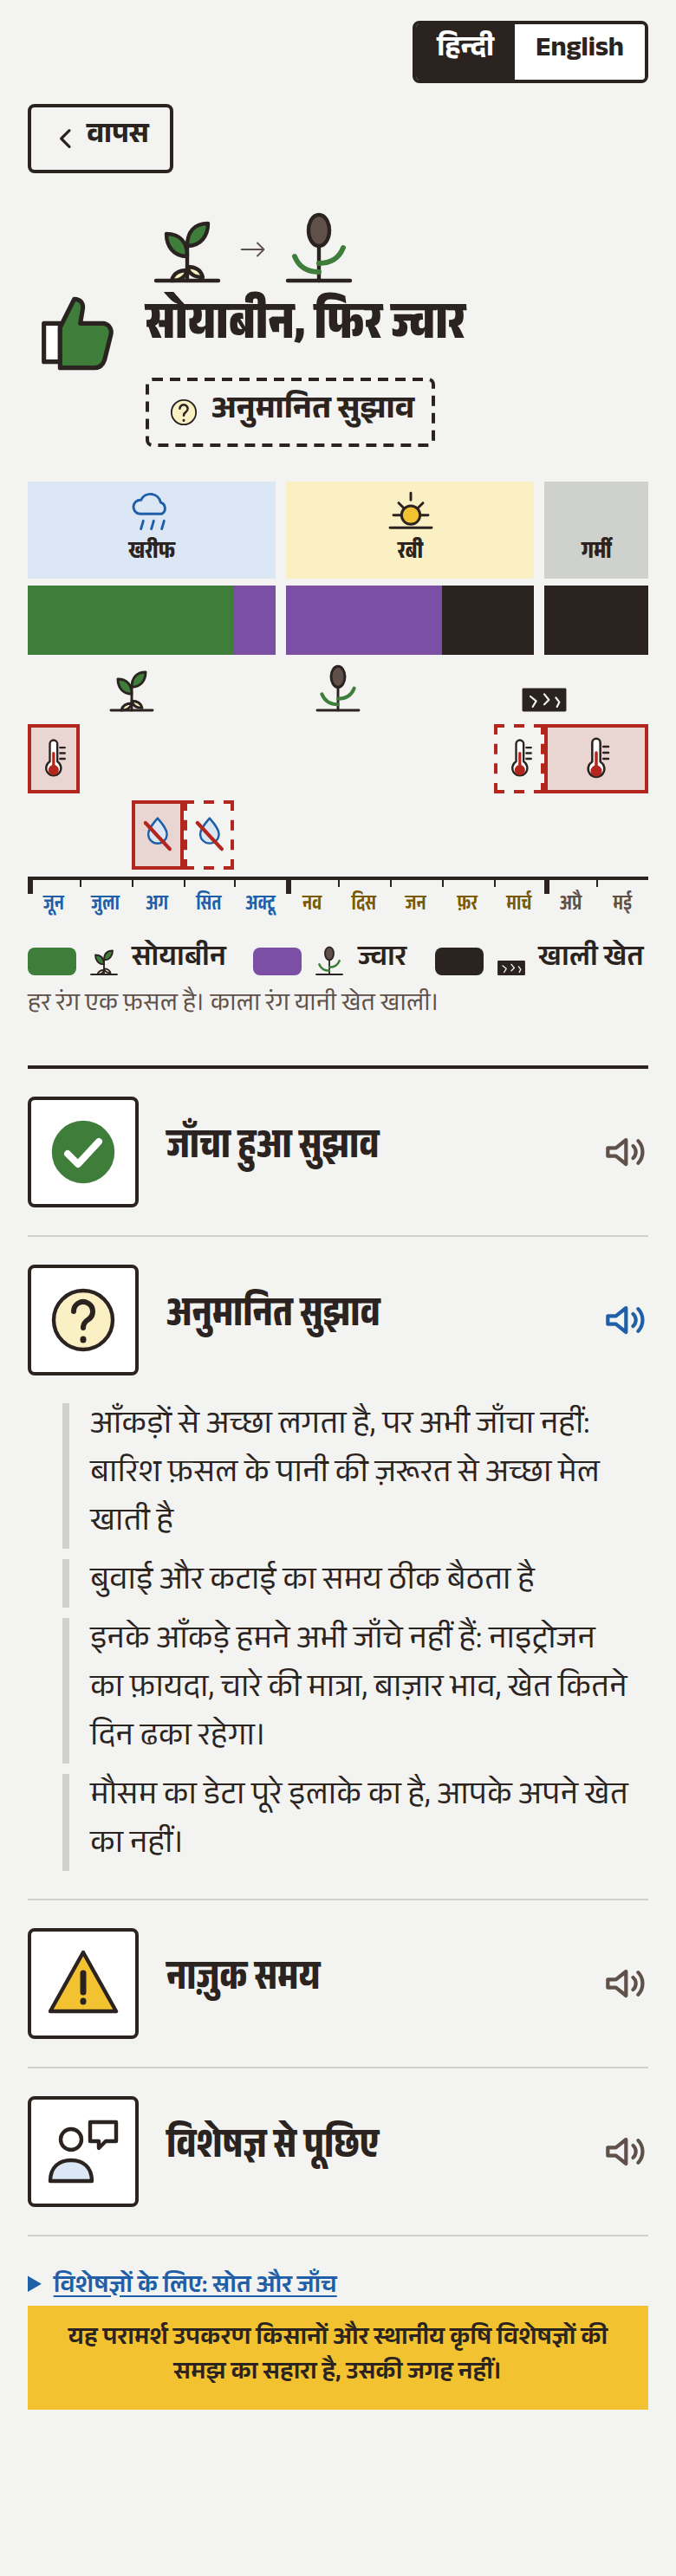 हिन्दी English
वापस
सोयाबीन, फिर ज्वार
अनुमानित सुझाव
खरीफ रबी गर्मी
जून जुला अग सित अक्टू नव दिस जन फ़र मार्च अप्रै मई
सोयाबीन ज्वार खाली खेत
हर रंग एक फ़सल है। काला रंग यानी खेत खाली।
जाँचा हुआ सुझाव
अनुमानित सुझाव
आँकड़ों से अच्छा लगता है, पर अभी जाँचा नहीं:
बारिश फ़सल के पानी की ज़रूरत से अच्छा मेल
खाती है
बुवाई और कटाई का समय ठीक बैठता है
इनके आँकड़े हमने अभी जाँचे नहीं हैं: नाइट्रोजन
का फ़ायदा, चारे की मात्रा, बाज़ार भाव, खेत कितने
दिन ढका रहेगा।
मौसम का डेटा पूरे इलाके का है, आपके अपने खेत
का नहीं।
नाज़ुक समय
विशेषज्ञ से पूछिए
विशेषज्ञों के लिए: स्रोत और जाँच
यह परामर्श उपकरण किसानों और स्थानीय कृषि विशेषज्ञों की
समझ का सहारा है, उसकी जगह नहीं।